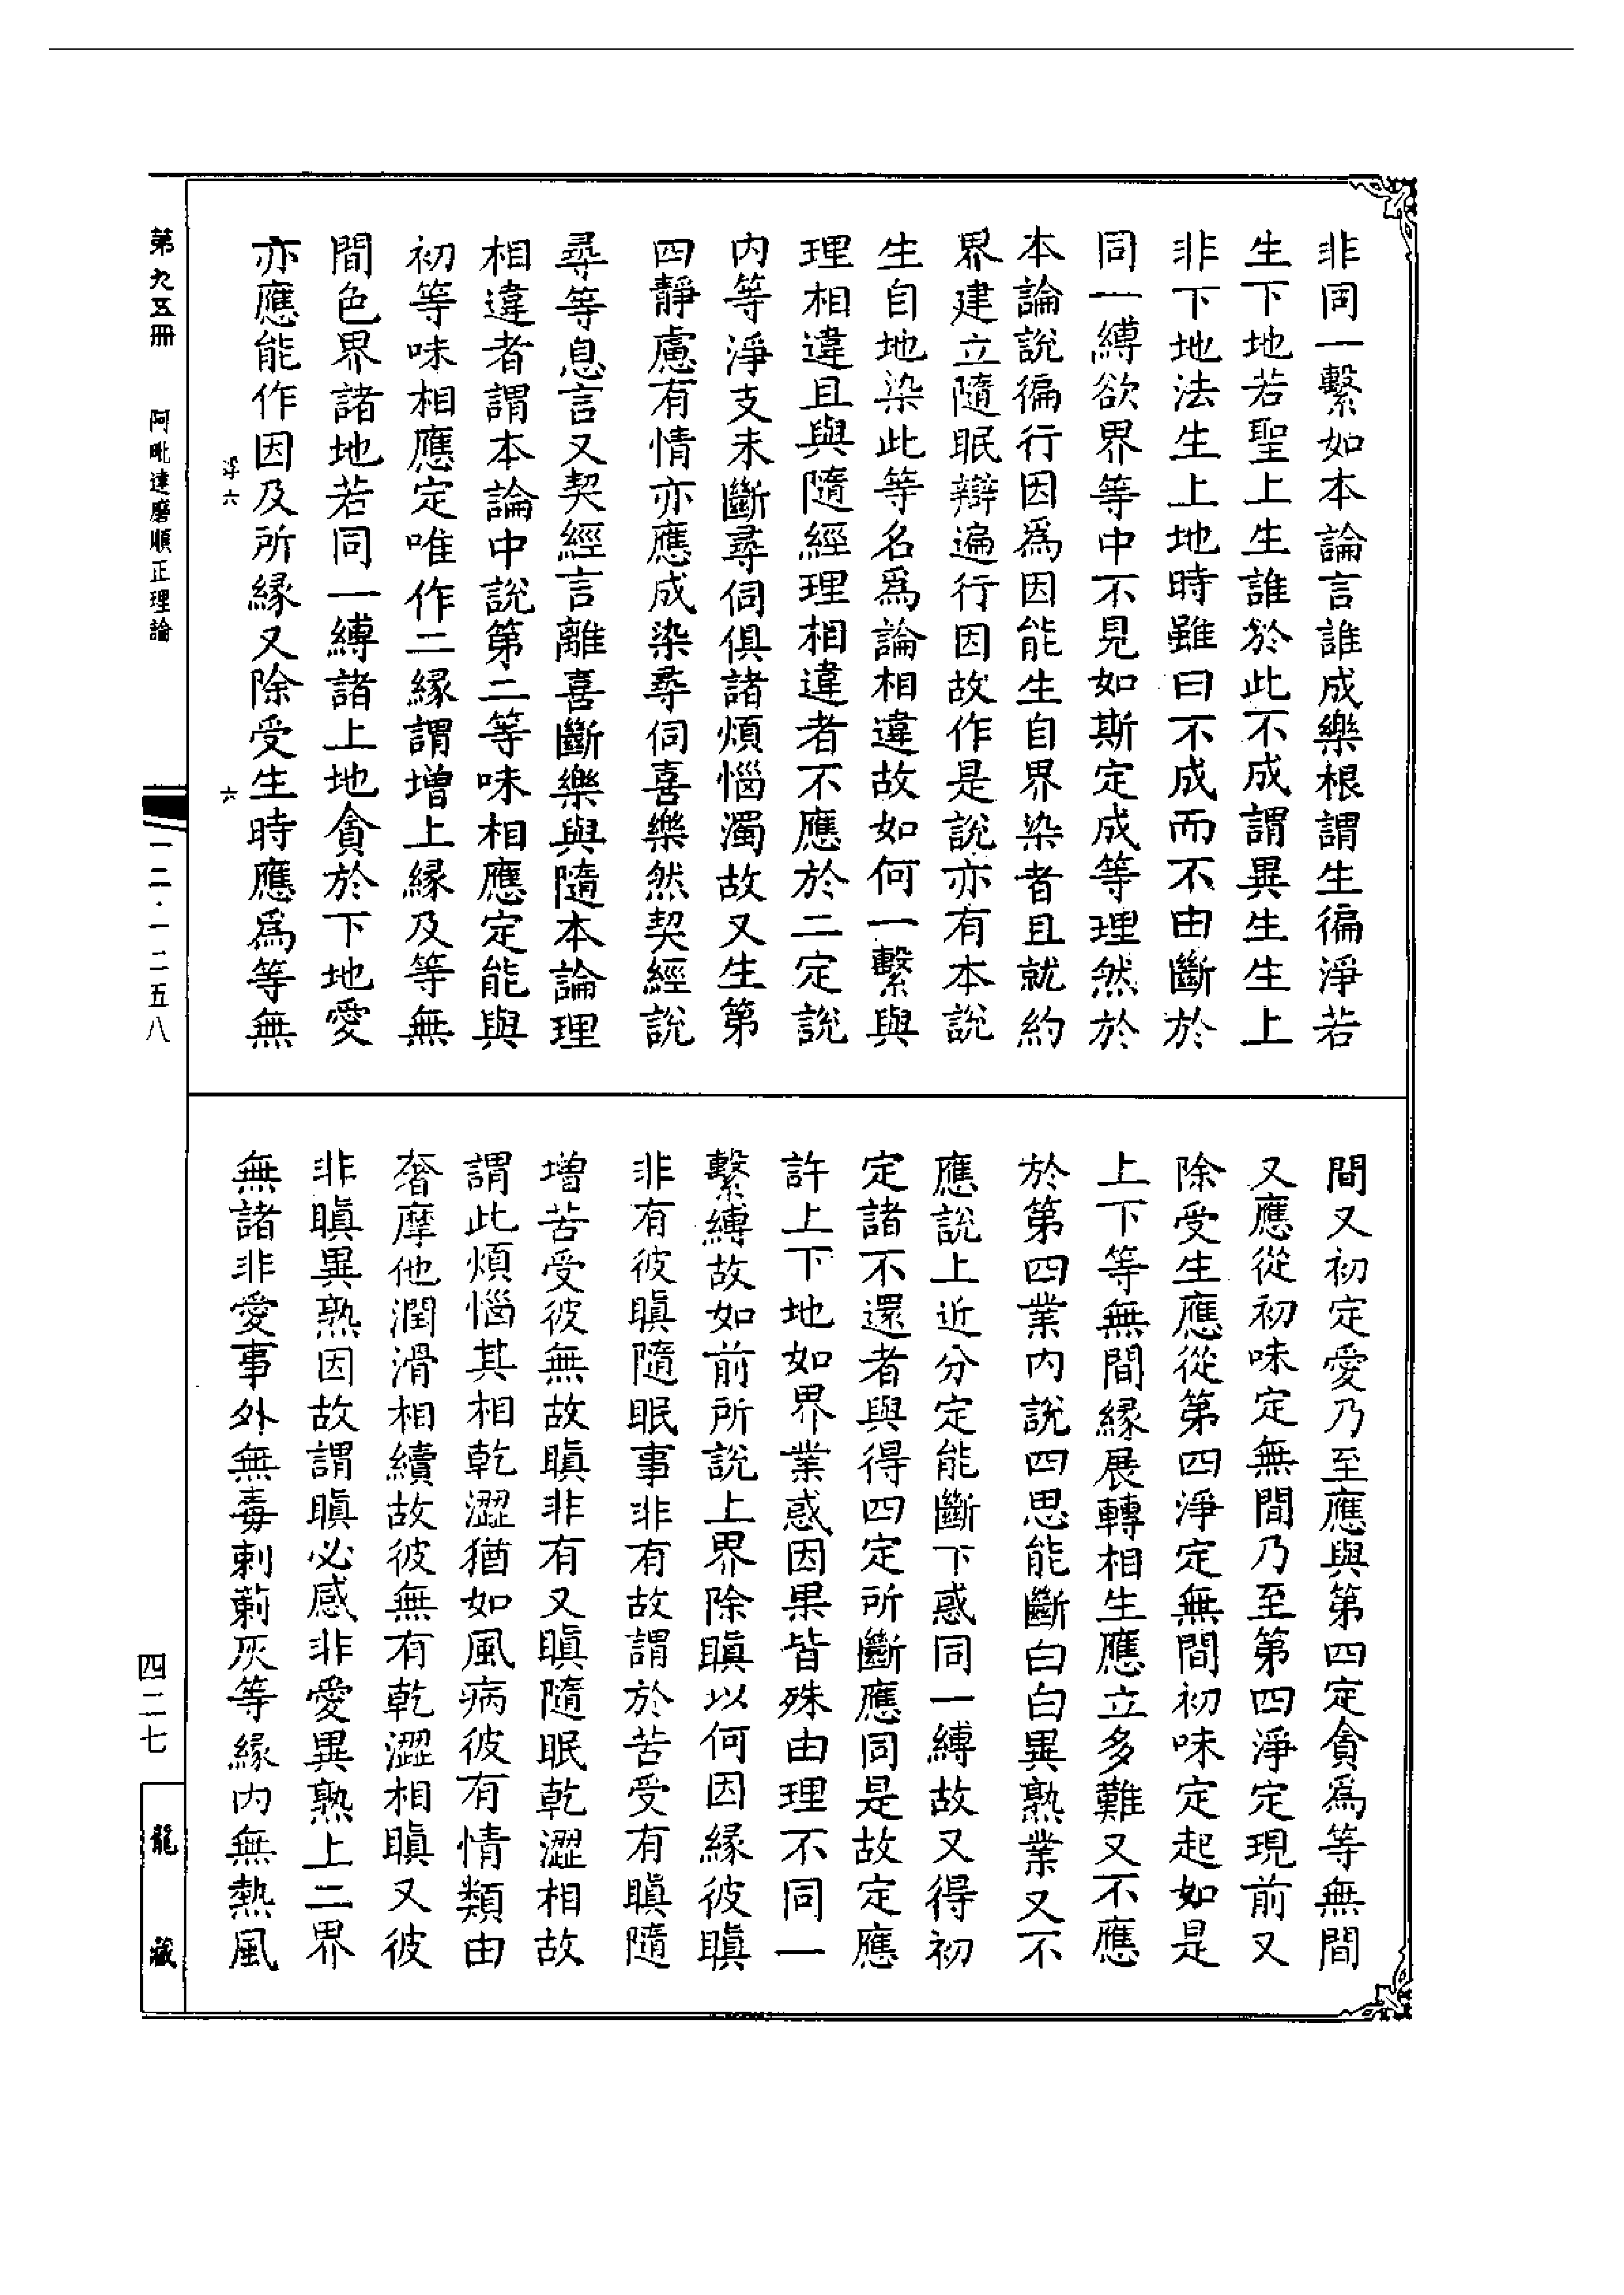 非同一繫如本論言誰成樂根謂生徧淨若
生下地若聖上生誰於此不成謂異生生上
非下地法生上地時雖曰不成而不由斷於
同一縛欲界等中不見如斯定成等理然於
本論說徧行因爲因能生自界染者且就約
界建立隨眠辯遍行因故作是說亦有本說
生自地染此等名爲論相違故如何一繫與
理相違且與隨經理相違者不應於二定說
內等淨支未斷尋伺俱諸煩惱濁故又生第
四靜慮有情亦應成染尋伺喜樂然契經說
尋等息言又契經言離喜斷樂與隨本論理
相違者謂本論中說第二等味相應定能與
初等味相應定唯作二緣謂增上緣及等無
間色界諸地若同一縛諸上地貪於下地愛
亦應能作因及所緣又除受生時應爲等無
六
六
間又初定愛乃至應與第四定貪爲等無間
又應從初味定無間乃至第四淨定現前又
除受生應從第四淨定無間初味定起如是
上下等無間緣展轉相生應立多難又不應
於第四業內說四思能斷白白異熟業又不
應說上近分定能斷下惑同一縛故又得初
定諸不還者與得四定所斷應同是故定應
許上下地如界業惑因果皆殊由理不同一
繫縛故如前所說上界除瞋以何因緣彼瞋
非有彼瞋隨眠事非有故謂於苦受有瞋隨
增苦受彼無故瞋非有又瞋隨眠乾澀相故
謂此煩惱其相乾澀猶如風病彼有情類由
奢摩他潤滑相續故彼無有乾澀相瞋又彼
非瞋異熟因故謂瞋必感非愛異熟上二界
無諸非愛事外無毒刺莿灰等緣內無熱風
第九五冊
阿毗達磨順正理論
一二·一二五八
四二七
龍藏